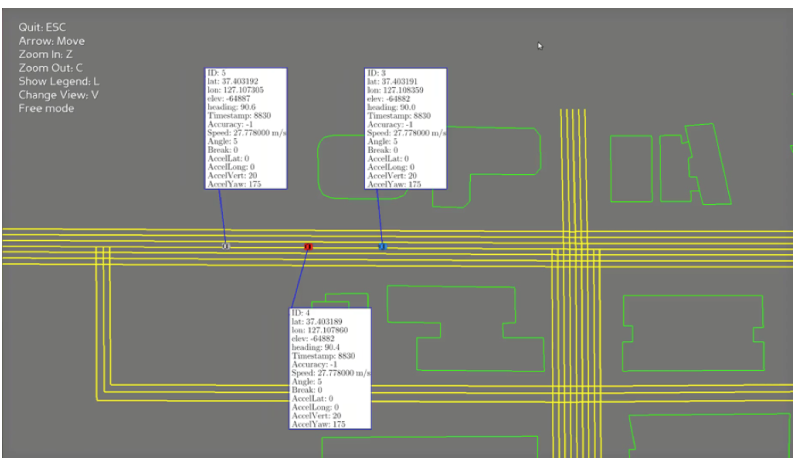 Quit: ESC
Arrow: Move
Zoom In: Z
Zoom Out: C
Show Legend: L
Change View: V
Free mode
ID: 5
lat: 37.403192
lon: 127.107305
elev: -64887
heading: 90.6
Timestamp: 8830
Accuracy: -1
Speed: 27.778000 m/s
Angle: 5
Break: 0
AccelLat: 0
AccelLong: 0
AccelVert: 20
AccelYaw: 175
ID: 3
lat: 37.403191
lon: 127.108359
elev: -64882
heading: 90.0
Timestamp: 8830
Accuracy: -1
Speed: 27.778000 m/s
Angle: 5
Break: 0
AccelLat: 0
AccelLong: 0
AccelVert: 20
AccelYaw: 175
ID: 4
lat: 37.403189
lon: 127.107860
elev: -64882
heading: 90.4
Timestamp: 8830
Accuracy: -1
Speed: 27.778000 m/s
Angle: 5
Break: 0
AccelLat: 0
AccelLong: 0
AccelVert: 20
AccelYaw: 175